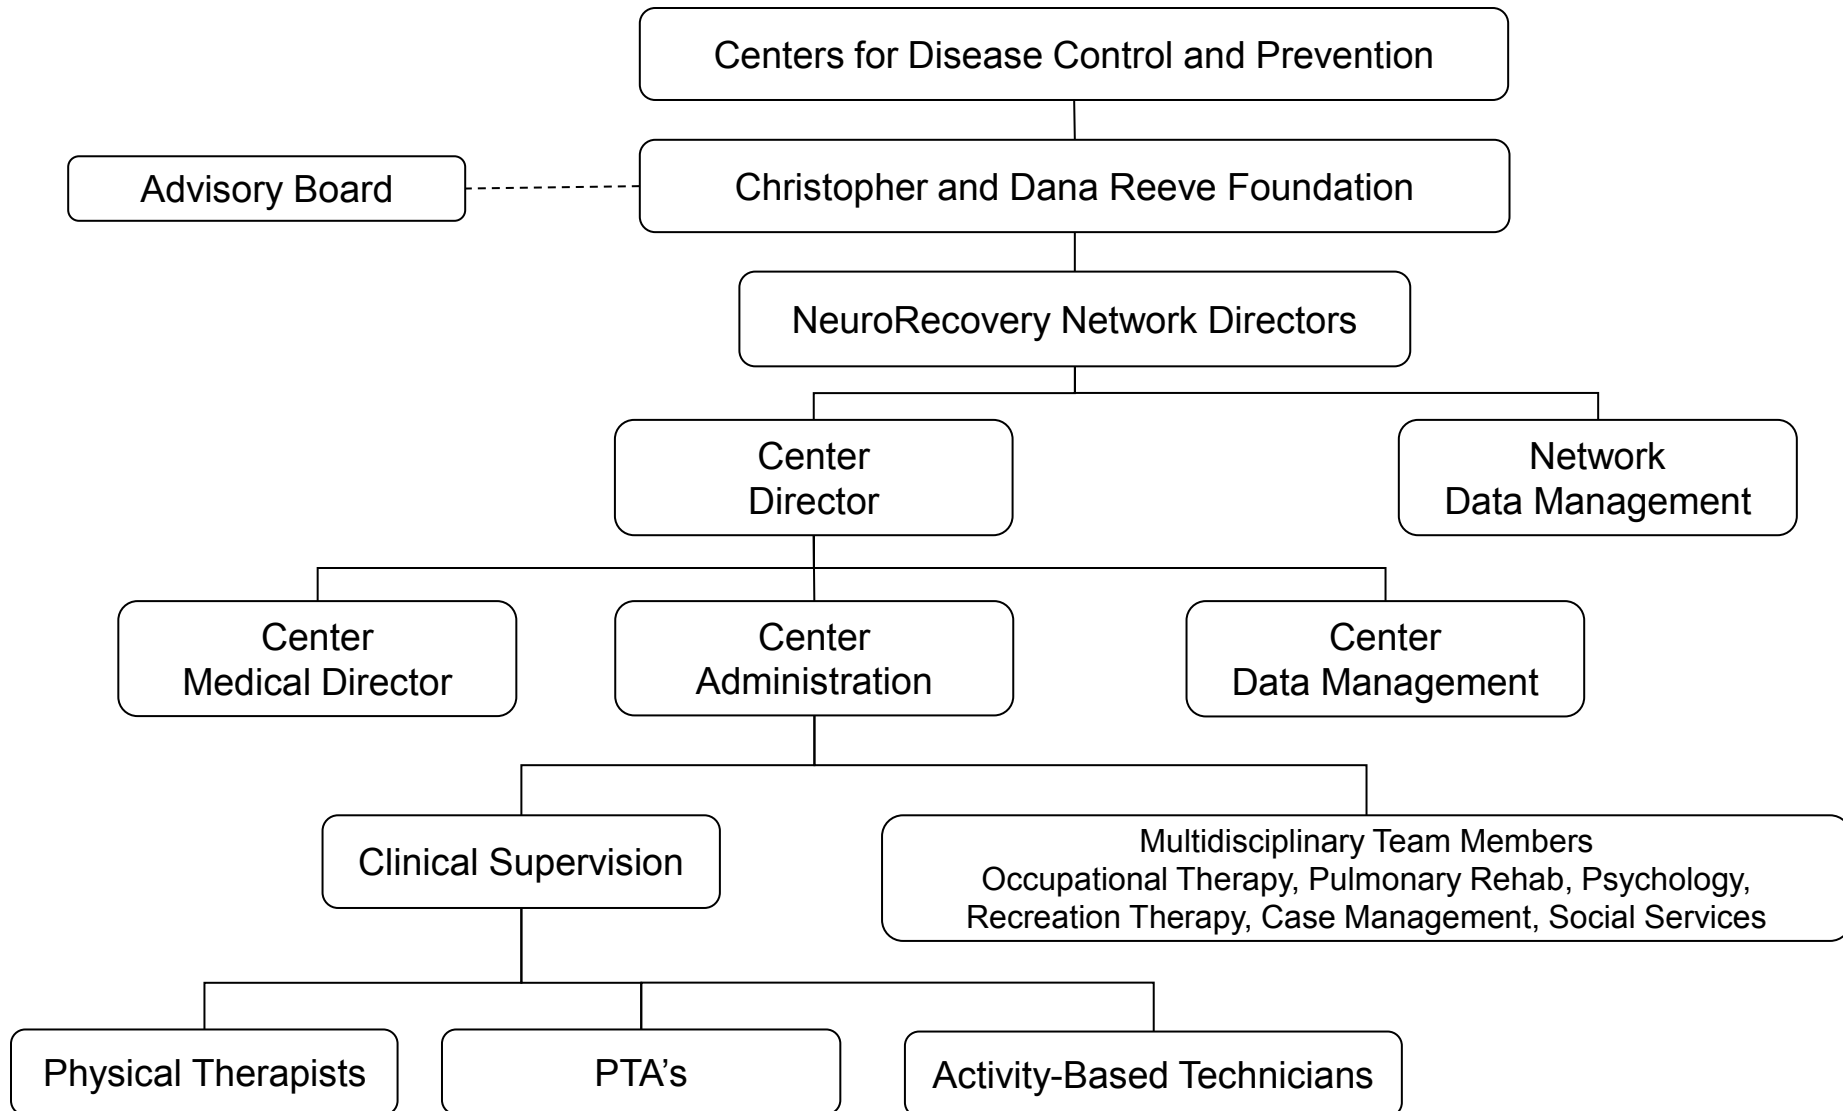 Centers for Disease Control and Prevention
Advisory Board
Christopher and Dana Reeve Foundation
NeuroRecovery Network Directors
Center
Director
Network
Data Management
Center
Medical Director
Center
Administration
Center
Data Management
Clinical Supervision
Multidisciplinary Team Members
Occupational Therapy, Pulmonary Rehab, Psychology,
Recreation Therapy, Case Management, Social Services
Physical Therapists
PTA’s
Activity-Based Technicians